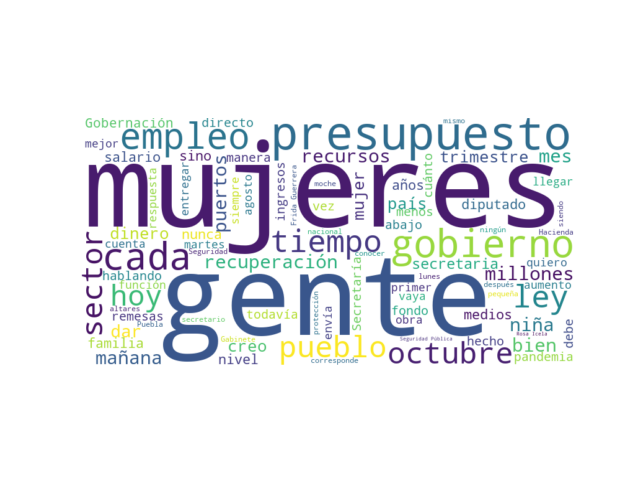 Gobernación directo mismo
empleo presupuesto
mejor
mujeres
salario sino manera recursos trimestre mes
respuesta entregar puertos siempre agosto ingresos Frida Guerrera moche mujer años cuánto llegar
país menos diputado siendo
vez abajo ningún Hacienda
dinero nunca nacional
cuenta martes Seguridad tiempo gobierno
sector cada conocer
hablando recuperación secretaria quiero
gente
lunes después aumento millones
función primer pequeña
hoy vaya ley
remesas altares todavía envía protección Secretaría fondo medios
Puebla secretario obra Rosa Icela niña
dar debe
familia creo Gabinete pueblo hecho bien
Seguridad Pública
mañana nivel corresponde octubre pandemia